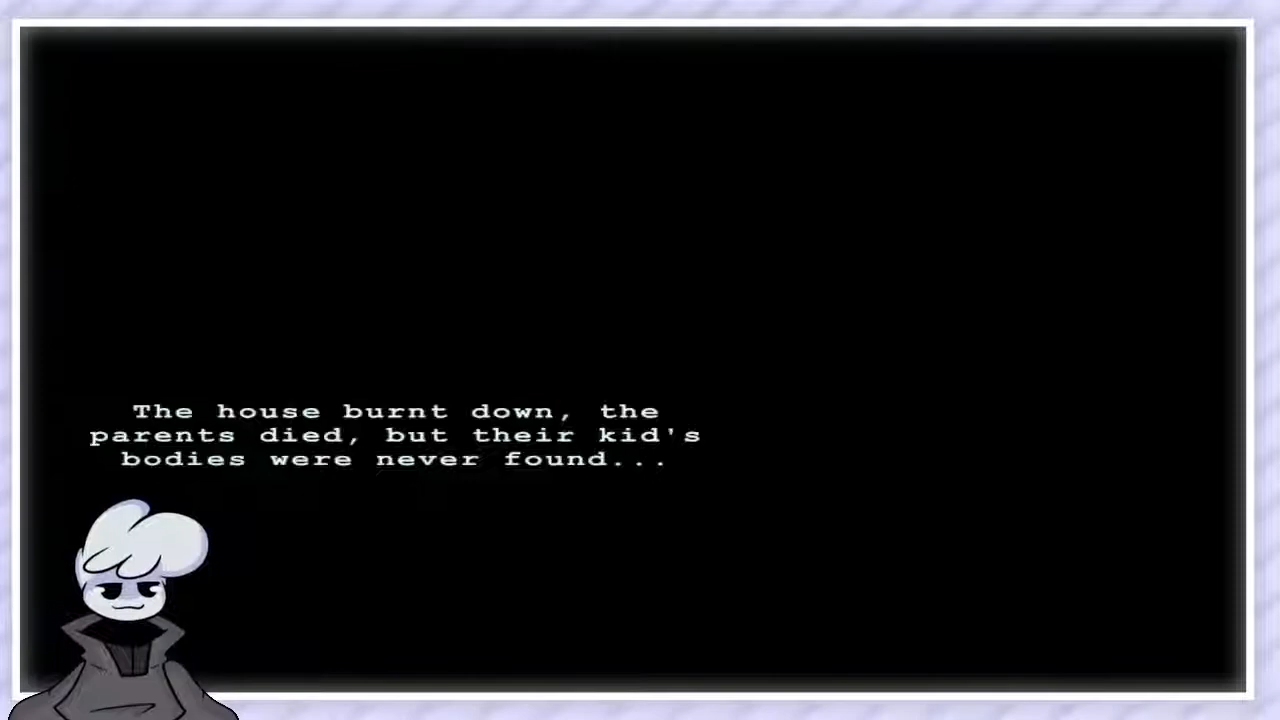 The house burnt down, the
parents died, but their kid's
bodies were never found...